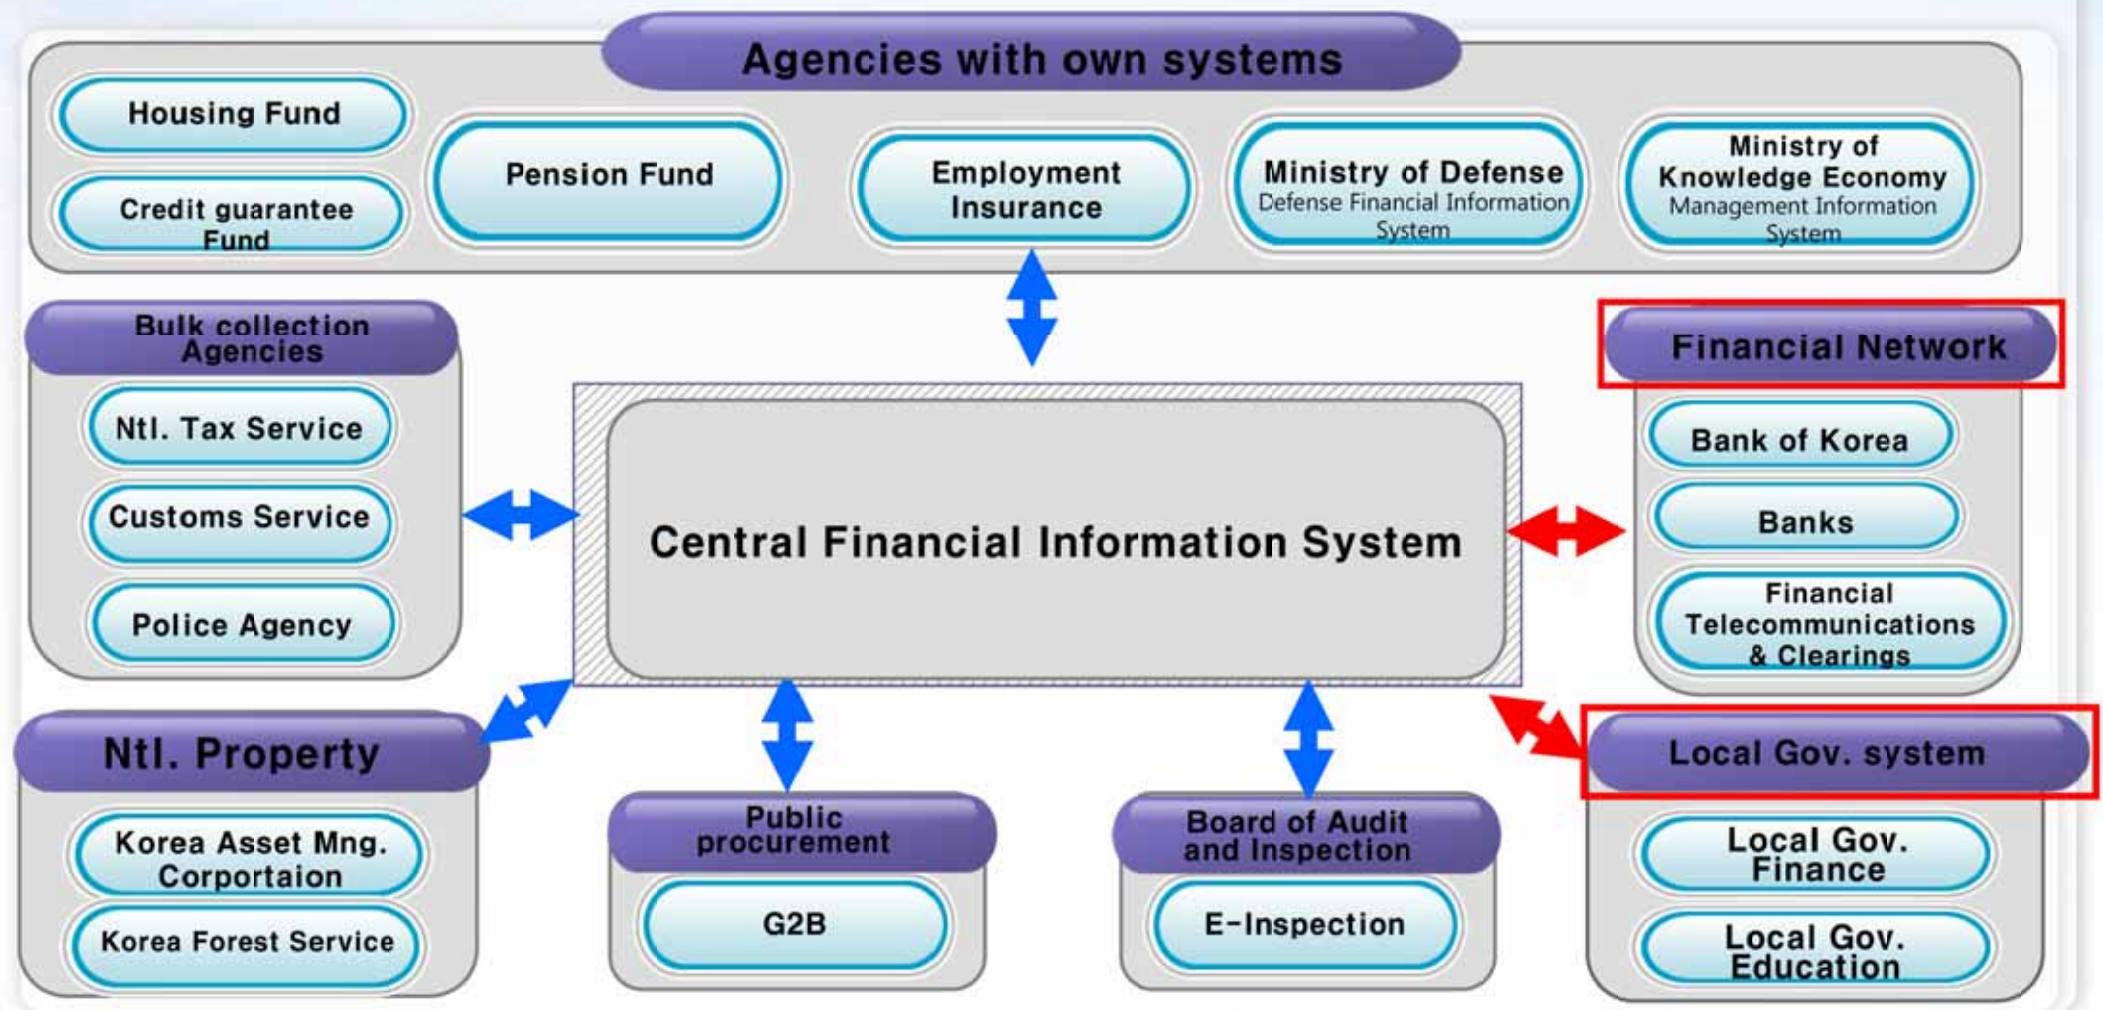 Agencies with own systems
Housing Fund
Credit guarantee
Fund
Pension Fund
Employment
Insurance
Ministry of Defense
Defense Financial Information
System
Ministry of
Knowledge Economy
Management Information
System
Bulk collection
Agencies
Ntl. Tax Service
Customs Service
Police Agency
Central Financial Information System
Financial Network
Bank of Korea
Banks
Financial
Telecommunications
& Clearings
Ntl. Property
Korea Asset Mng.
Corportaion
Korea Forest Service
Public
procurement
G2B
Board of Audit
and Inspection
E-Inspection
Local Gov. system
Local Gov.
Finance
Local Gov.
Education